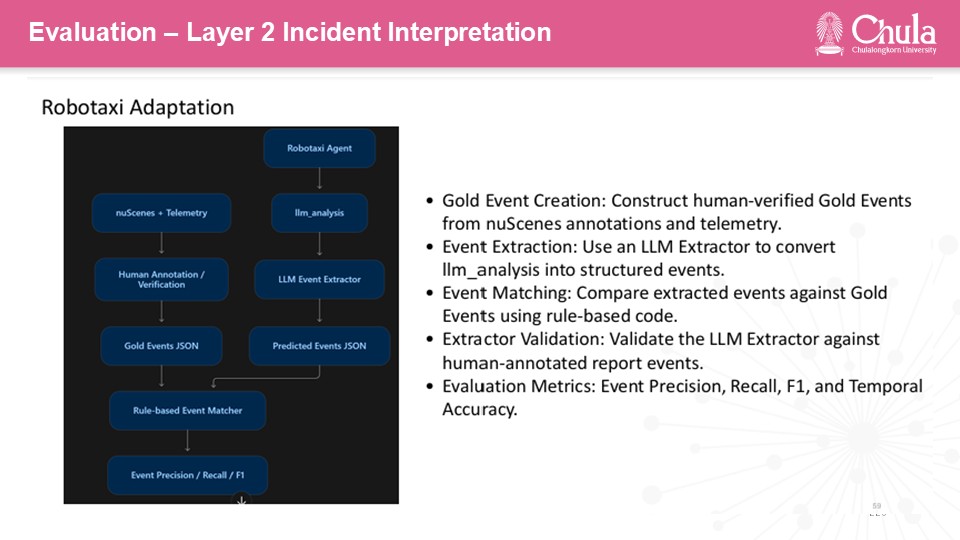 Evaluation – Layer 2 Incident Interpretation
Chula
Chulalongkorn University
Robotaxi Adaptation
Robotaxi Agent
nuScenes + Telemetry
llm_analysis
Human Annotation /
Verification
LLM Event Extractor
Gold Events JSON
Predicted Events JSON
Rule-based Event Matcher
Event Precision / Recall / F1
• Gold Event Creation: Construct human-verified Gold Events
from nuScenes annotations and telemetry.
• Event Extraction: Use an LLM Extractor to convert
llm_analysis into structured events.
• Event Matching: Compare extracted events against Gold
Events using rule-based code.
• Extractor Validation: Validate the LLM Extractor against
human-annotated report events.
• Evaluation Metrics: Event Precision, Recall, F1, and Temporal
Accuracy.
59